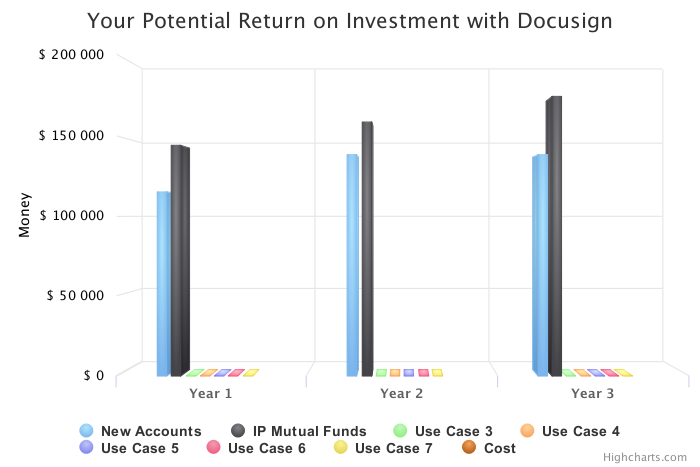 Your Potential Return on Investment with Docusign
$ 200 000
$ 150 000
$ 100 000
$ 50 000
$ 0
Money
Year 1 Year 2 Year 3
New Accounts IP Mutual Funds Use Case 3 Use Case 4
Use Case 5 Use Case 6 Use Case 7 Cost
Highcharts.com